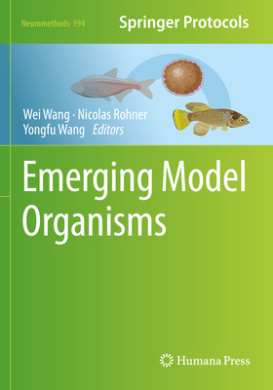 Neuromethods 194
Springer Protocols
Wei Wang · Nicolas Rohner
Yongfu Wang Editors
Emerging Model
Organisms
Humana Press